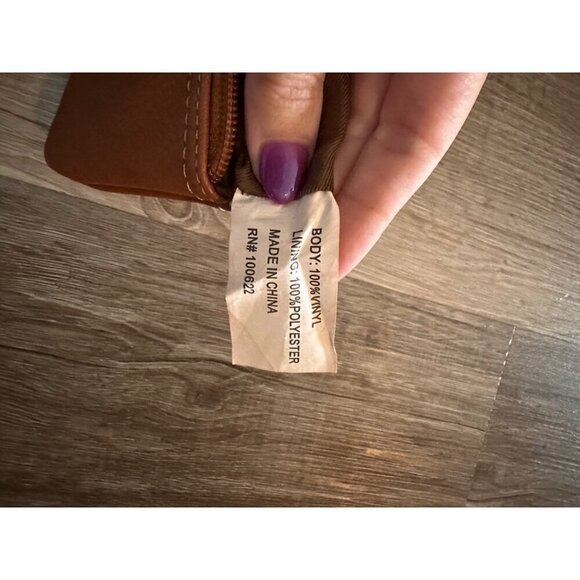 BODY: 100%VINYL
LINING: 100%POLYESTER
MADE IN CHINA
RN# 100622